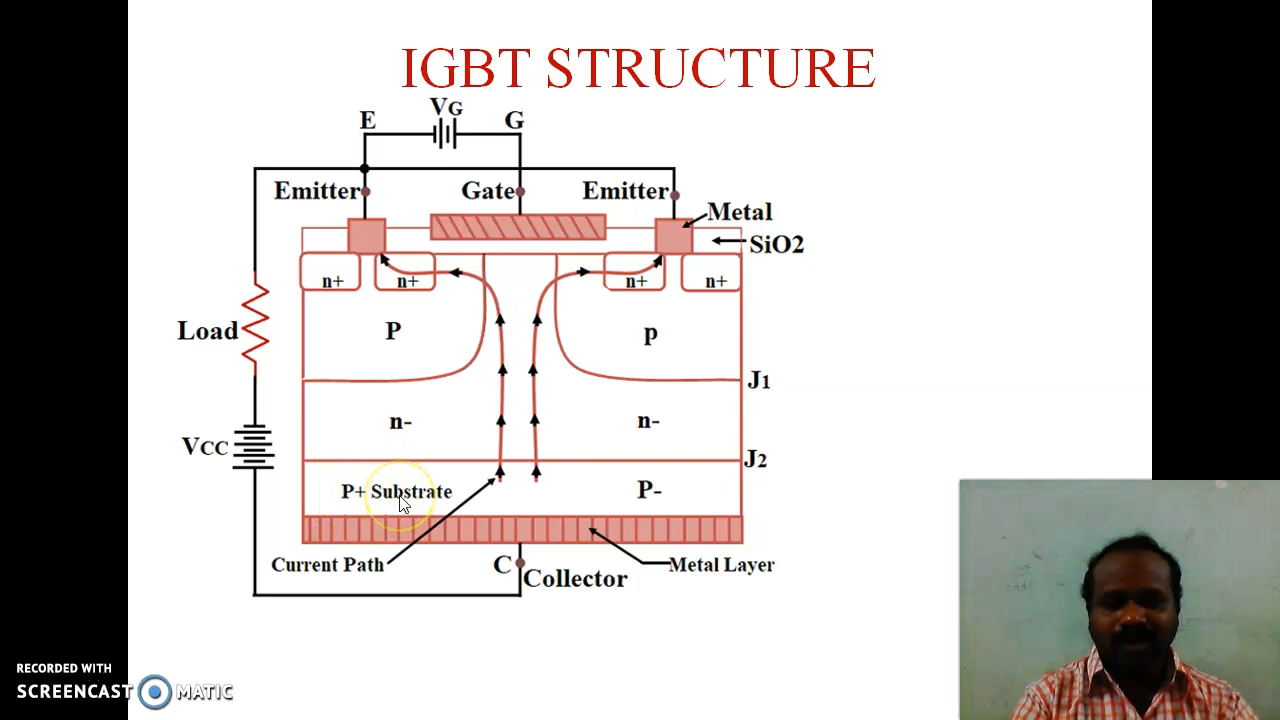 IGBT STRUCTURE
VG
E G
Emitter Gate Emitter
Metal
SiO2
n+ n+ n+ n+
Load P p
J1
n- n-
VCC
J2
P+ Substrate P-
Current Path C Metal Layer
Collector
RECORDED WITH
SCREENCAST MATIC